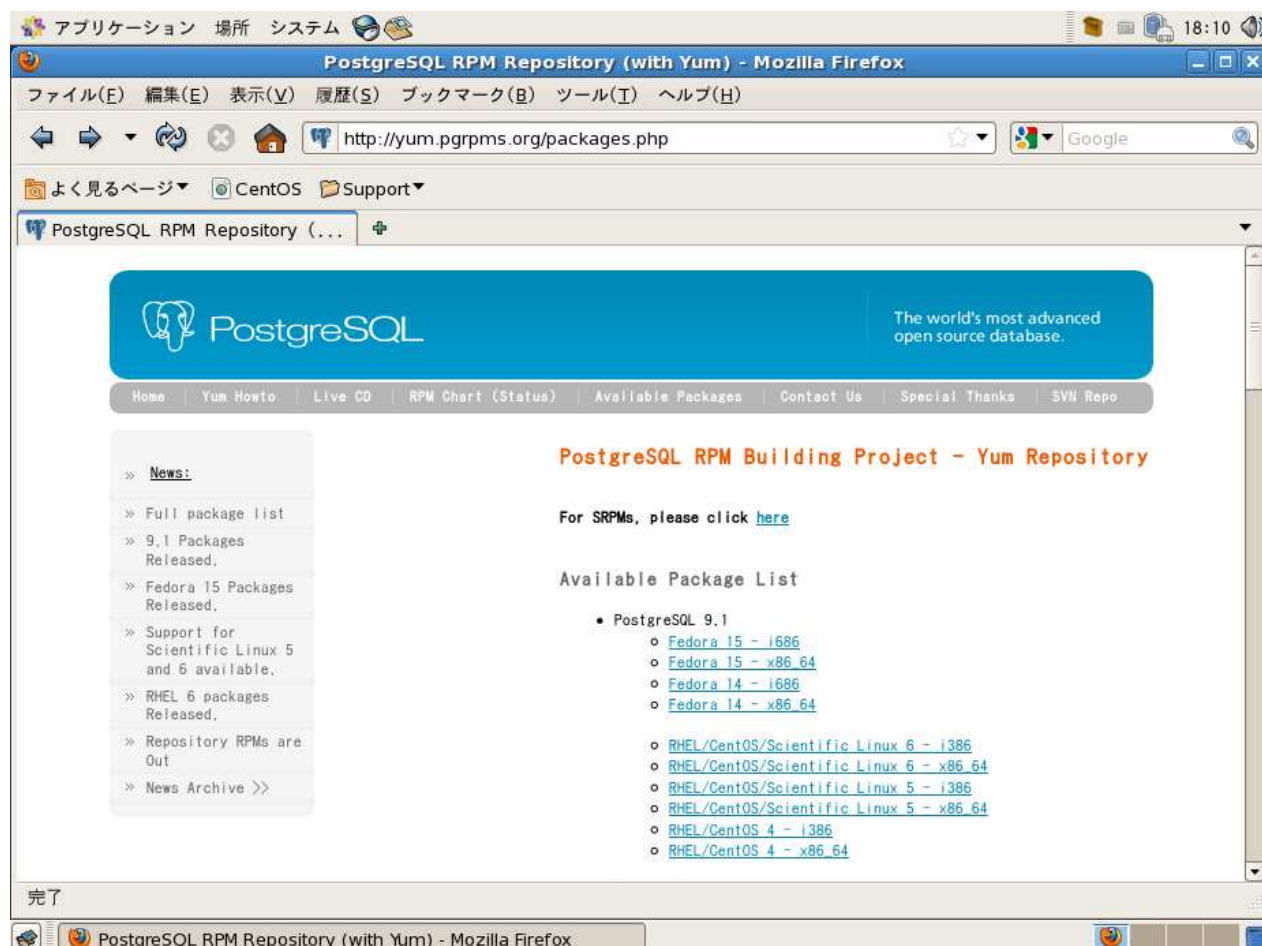 アプリケーション 場所 システム 18:10
PostgreSQL RPM Repository (with Yum) - Mozilla Firefox
ファイル(F) 編集(E) 表示(V) 履歴(S) ブックマーク(B) ツール(T) ヘルプ(H)
http://yum.pgrpms.org/packages.php Google
よく見るページ CentOS Support
PostgreSQL RPM Repository (...
PostgreSQL
The world's most advanced
open source database.
Home Yum Howto Live CD RPM Chart (Status) Available Packages Contact Us Special Thanks SVN Repo
» News:
» Full package list
» 9.1 Packages
Released.
» Fedora 15 Packages
Released.
» Support for
Scientific Linux 5
and 6 available.
» RHEL 6 packages
Released.
» Repository RPMs are
Out
» News Archive >>
PostgreSQL RPM Building Project - Yum Repository
For SRPMs, please click here
Available Package List
• PostgreSQL 9.1
Fedora 15 - i686
Fedora 15 - x86_64
Fedora 14 - i686
Fedora 14 - x86_64
RHEL/CentOS/Scientific Linux 6 - i386
RHEL/CentOS/Scientific Linux 6 - x86_64
RHEL/CentOS/Scientific Linux 5 - i386
RHEL/CentOS/Scientific Linux 5 - x86_64
RHEL/CentOS 4 - i386
RHEL/CentOS 4 - x86_64
完了
PostgreSQL RPM Repository (with Yum) - Mozilla Firefox